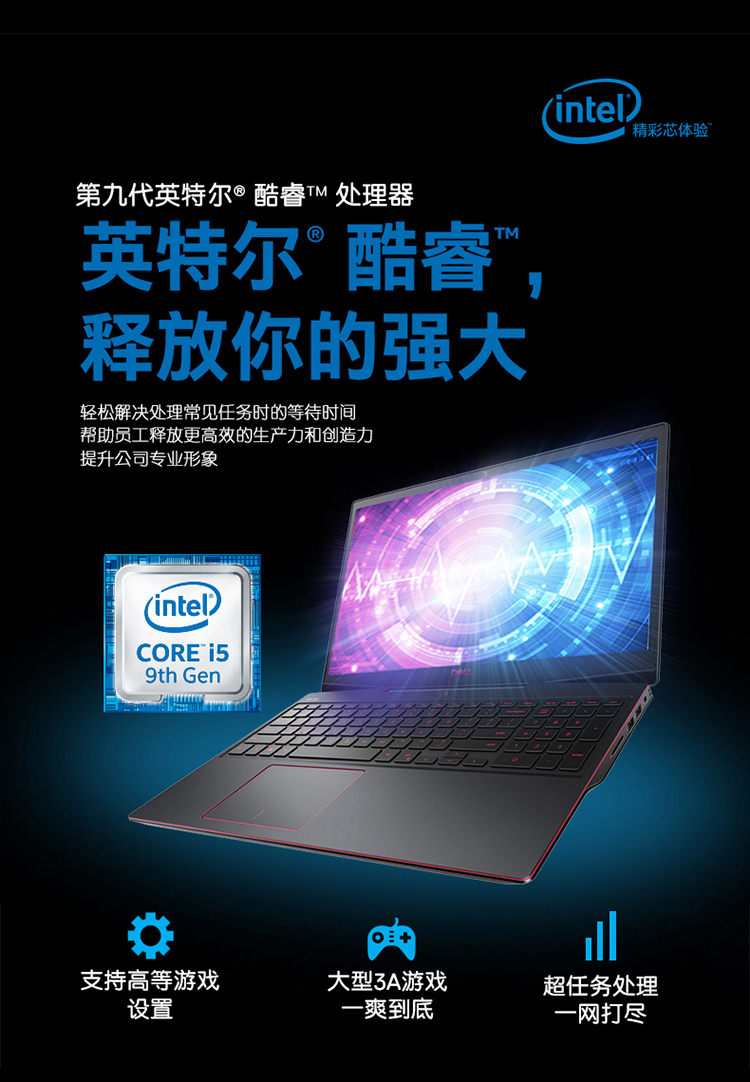 intel®
精彩芯体验™
第九代英特尔® 酷睿™ 处理器
英特尔® 酷睿™,
释放你的强大
轻松解决处理常见任务时的等待时间
帮助员工释放更高效的生产力和创造力
提升公司专业形象
intel®
CORE™ i5
9th Gen
DELL
支持高等游戏
设置
大型3A游戏
一爽到底
超任务处理
一网打尽